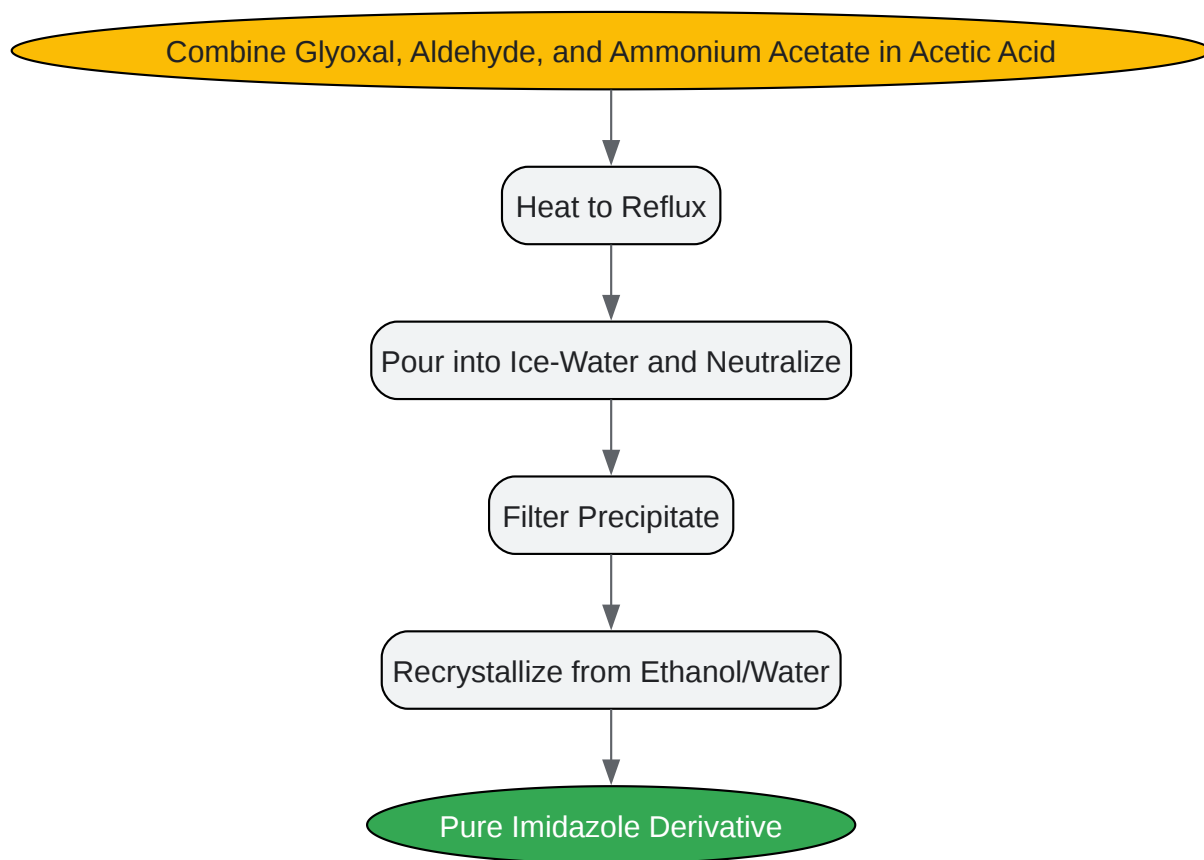 Combine Glyoxal, Aldehyde, and Ammonium Acetate in Acetic Acid
Heat to Reflux
Pour into Ice-Water and Neutralize
Filter Precipitate
Recrystallize from Ethanol/Water
Pure Imidazole Derivative